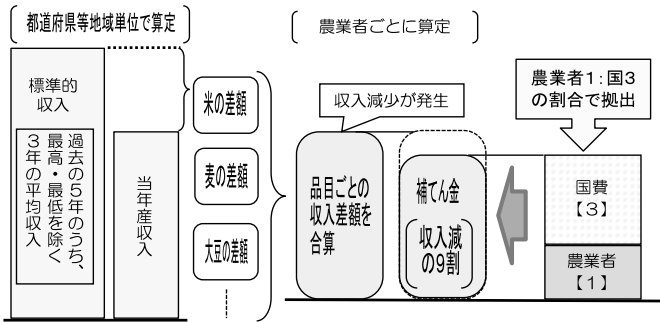 都道府県等地域単位で算定
標準的
収入
過去の5年のうち、
最高・最低を除く
3年の平均収入
当年産収入
米の差額
麦の差額
大豆の差額
農業者ごとに算定
収入減少が発生
品目ごとの
収入差額を
合算
補てん金
収入減
の9割
農業者1:国3
の割合で拠出
国費
【3】
農業者
【1】